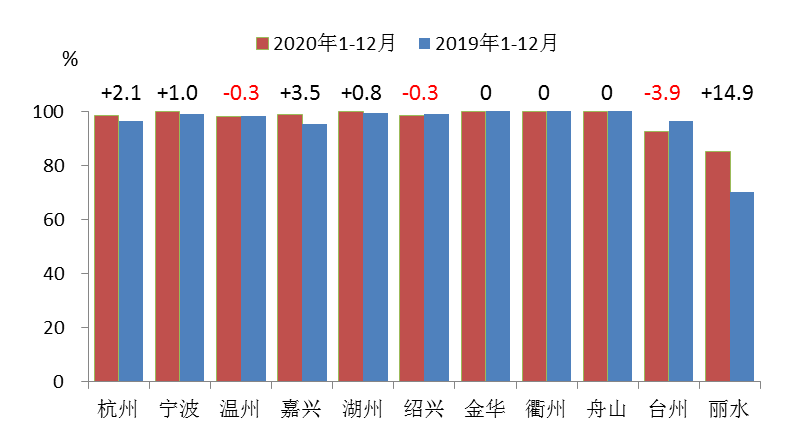 2020年1-12月 2019年1-12月
%
+2.1 +1.0 -0.3 +3.5 +0.8 -0.3 0 0 0 -3.9 +14.9
100
80
60
40
20
0
杭州 宁波 温州 嘉兴 湖州 绍兴 金华 衢州 舟山 台州 丽水